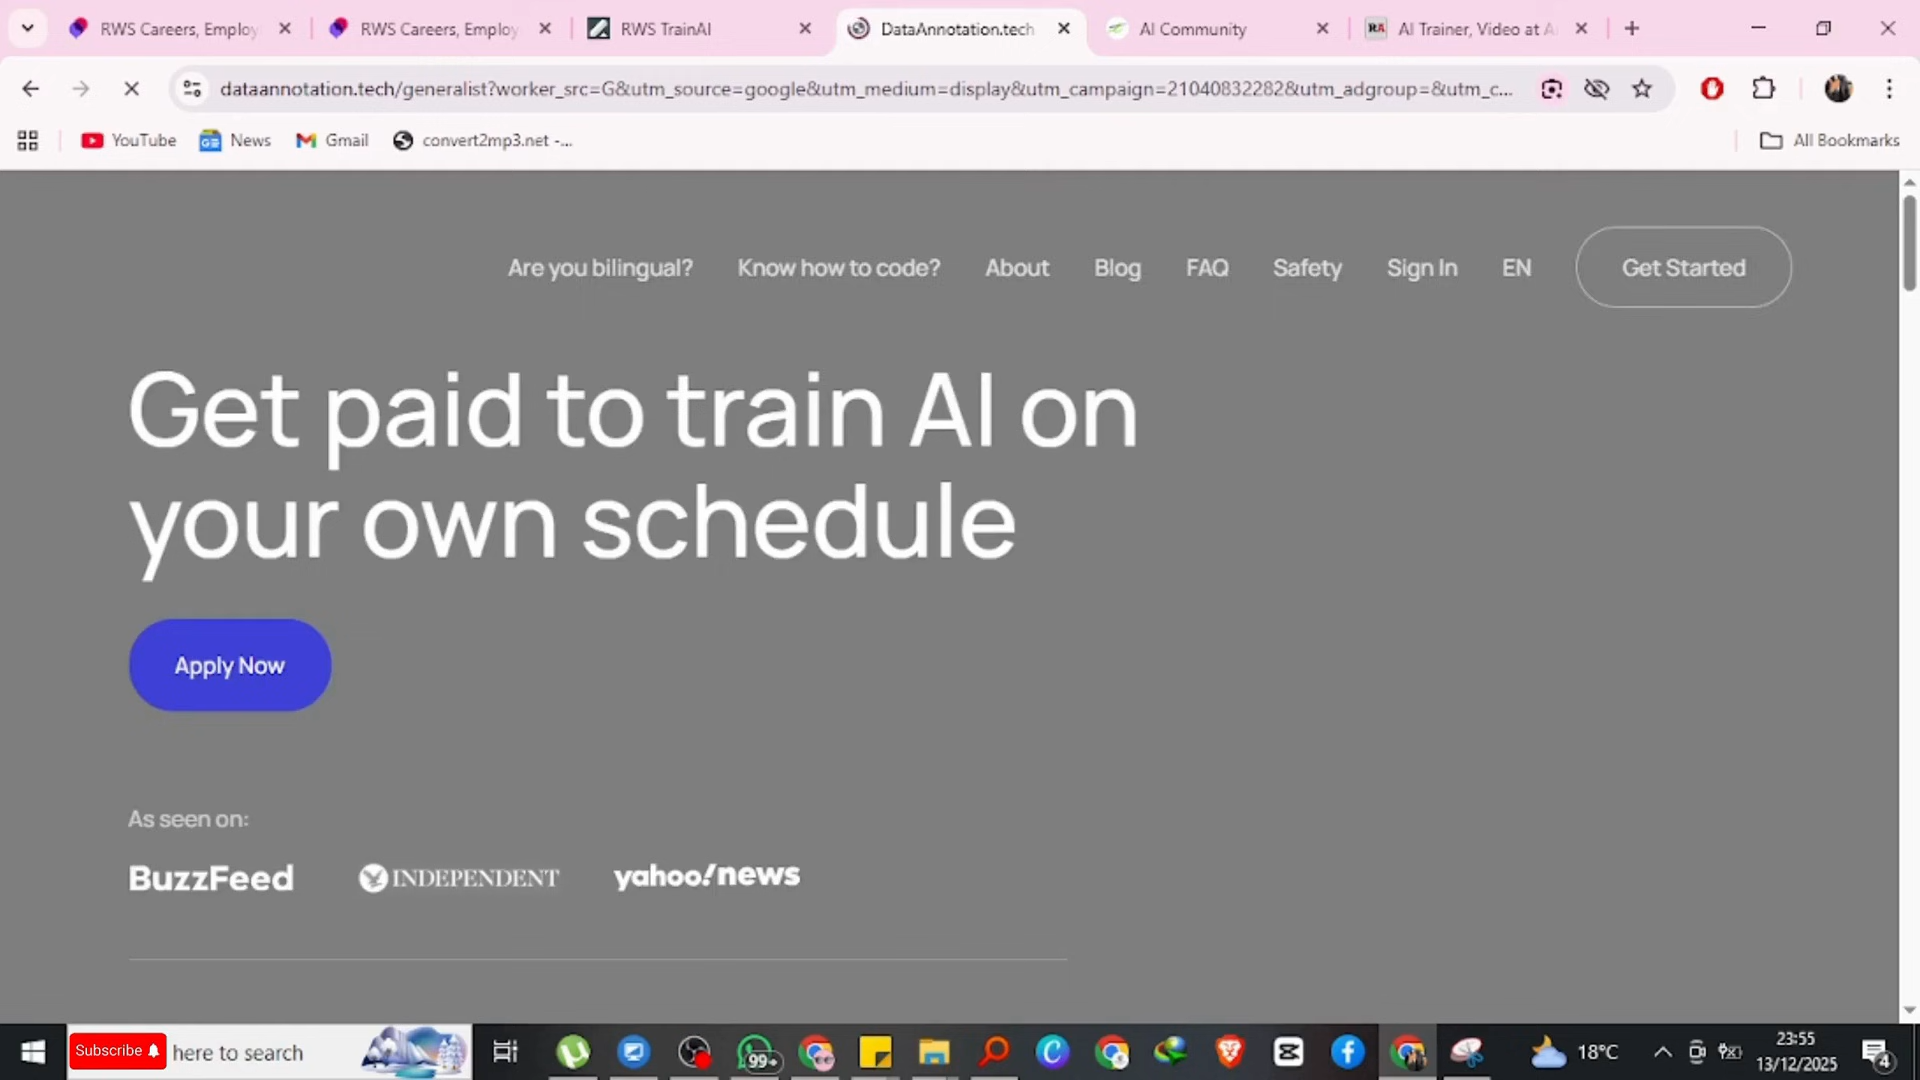 RWS Careers, Employ
RWS Careers, Employ
RWS TrainAI
DataAnnotation.tech
AI Community
RA
AI Trainer, Video at A
dataannotation.tech/generalist?worker_src=G&utm_source=google&utm_medium=display&utm_campaign=21040832282&utm_adgroup=&utm_c...
YouTube
News
Gmail
convert2mp3.net -...
All Bookmarks
Are you bilingual?
Know how to code?
About
Blog
FAQ
Safety
Sign In
EN
Get Started
Get paid to train AI on
your own schedule
Apply Now
As seen on:
BuzzFeed
INDEPENDENT
yahoo!news
Subscribe
here to search
99+
18°C
23:55
13/12/2025
4